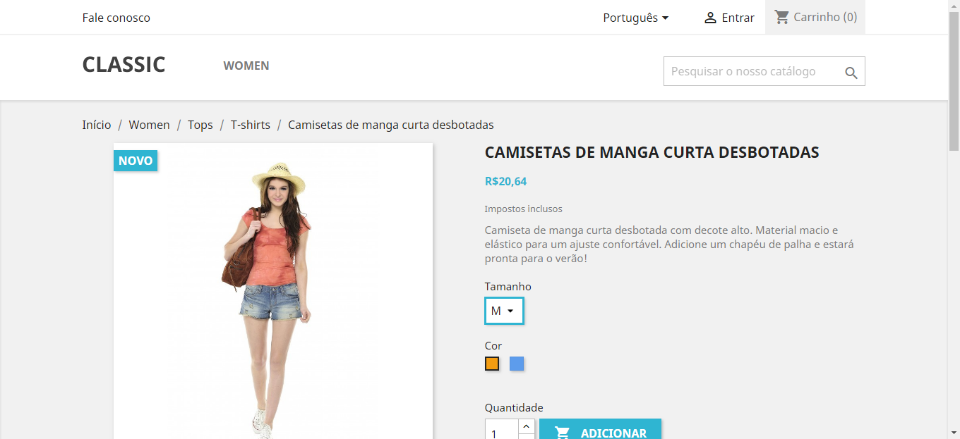 Fale conosco
Português
Entrar
Carrinho (0)
CLASSIC
WOMEN
Pesquisar o nosso catálogo
Início / Women / Tops / T-shirts / Camisetas de manga curta desbotadas
NOVO
CAMISETAS DE MANGA CURTA DESBOTADAS
R$20,64
Impostos inclusos
Camiseta de manga curta desbotada com decote alto. Material macio e
elástico para um ajuste confortável. Adicione um chapéu de palha e estará
pronta para o verão!
Tamanho
M
Cor
Quantidade
1
ADICIONAR